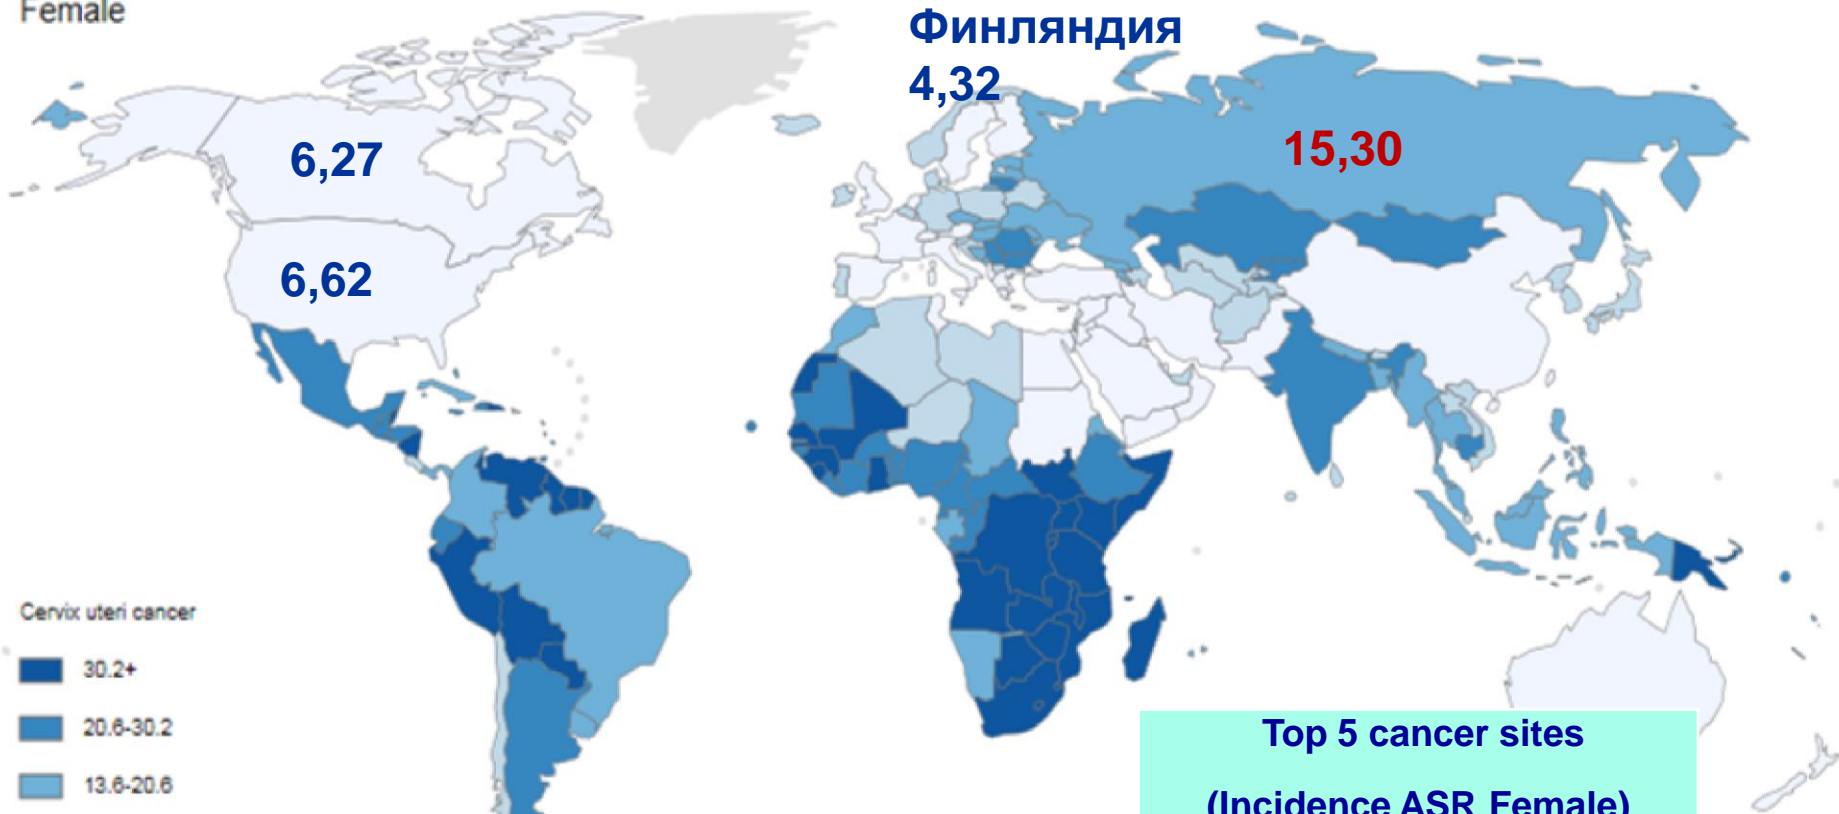 Female
Финляндия
4,32
6,27
15,30
6,62
Cervix uteri cancer
30.2+
20.6-30.2
13.6-20.6
Top 5 cancer sites
(Incidence ASR Female)